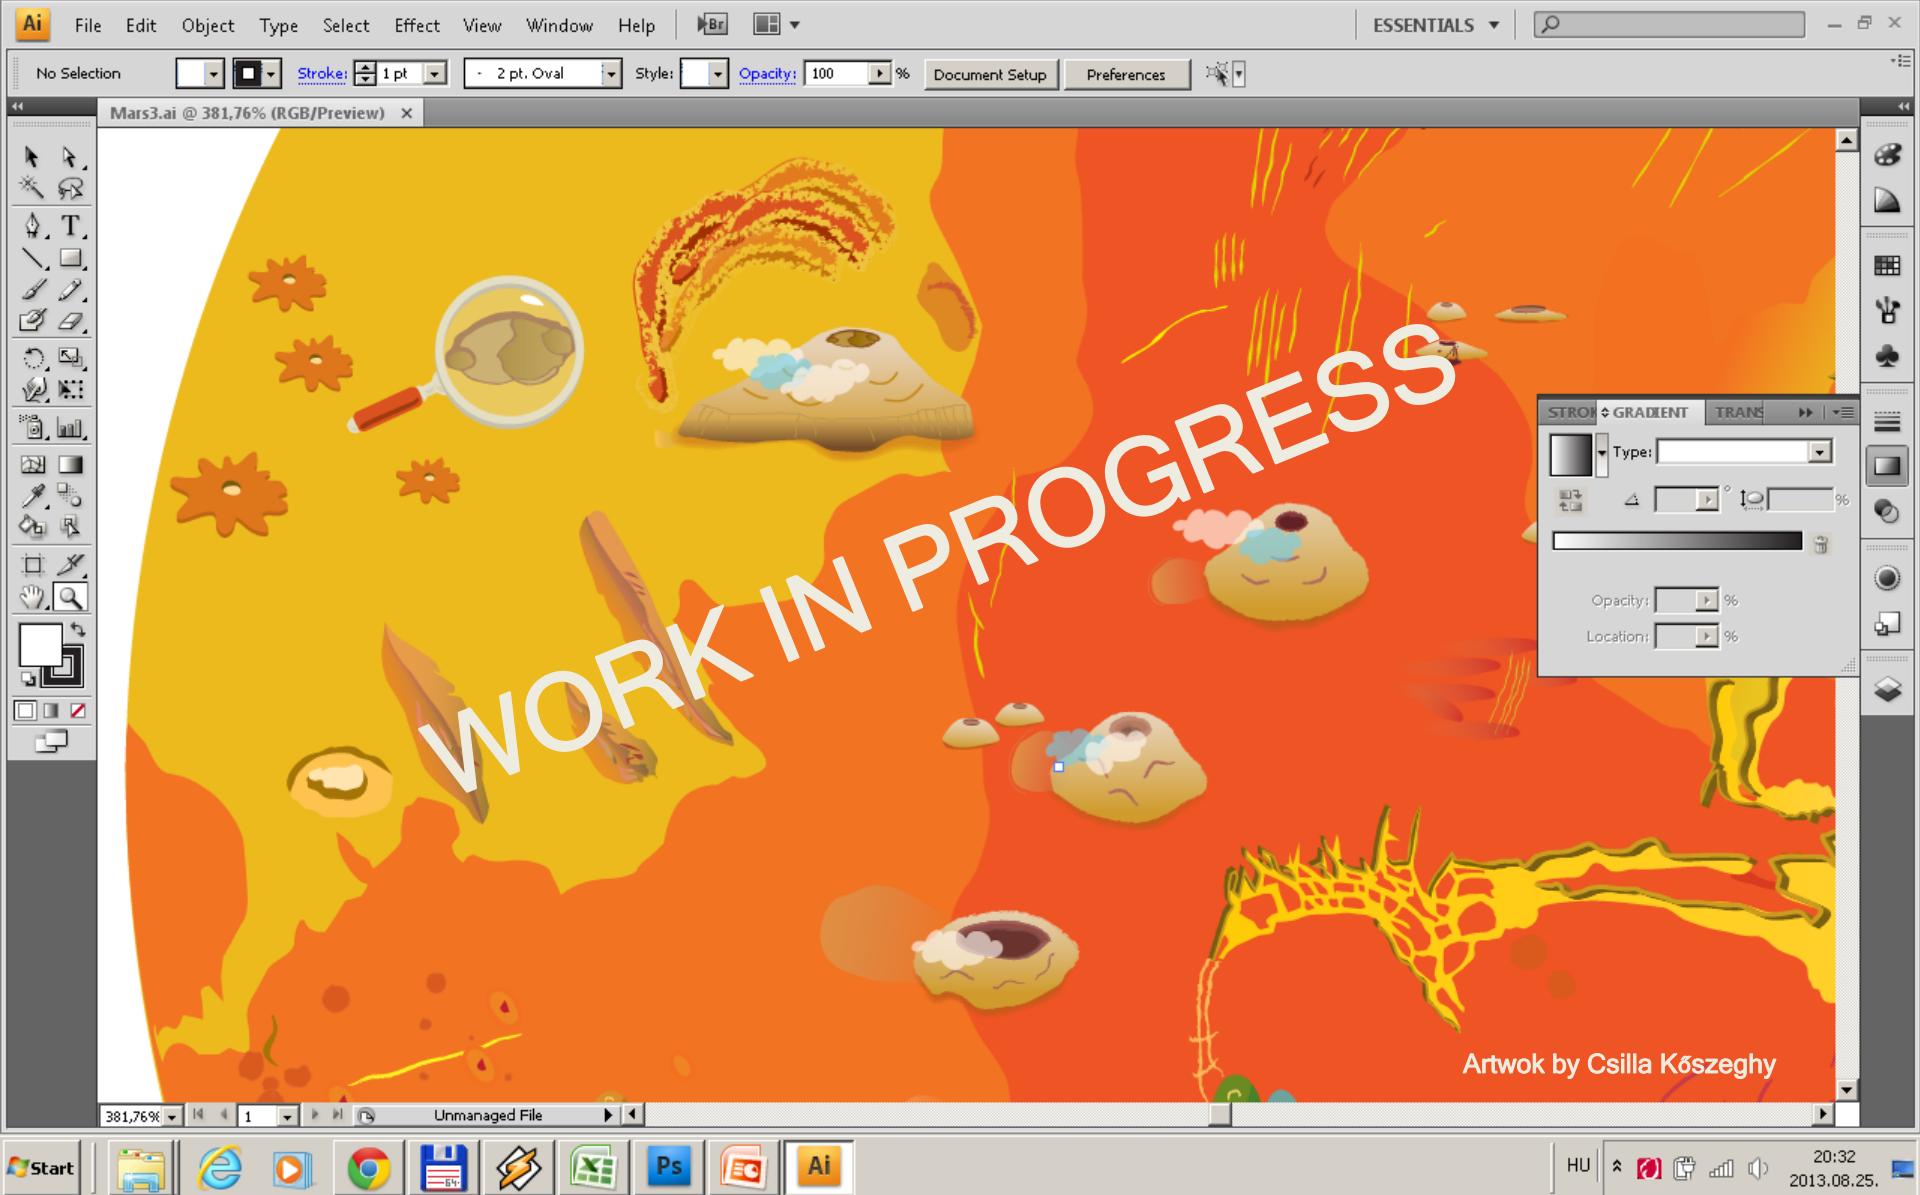 Ai File Edit Object Type Select Effect View Window Help Br ESSENTIALS
No Selection Stroke: 1 pt 2 pt. Oval Style: Opacity: 100 % Document Setup Preferences
Mars3.ai @ 381,76% (RGB/Preview)
T
STROK GRADIENT TRANS
Type:
° %
Opacity: %
Location: %
WORK IN PROGRESS
Artwok by Csilla Kőszeghy
381,76% 1 Unmanaged File
Start 64 Ps Ai HU 20:32
2013.08.25.